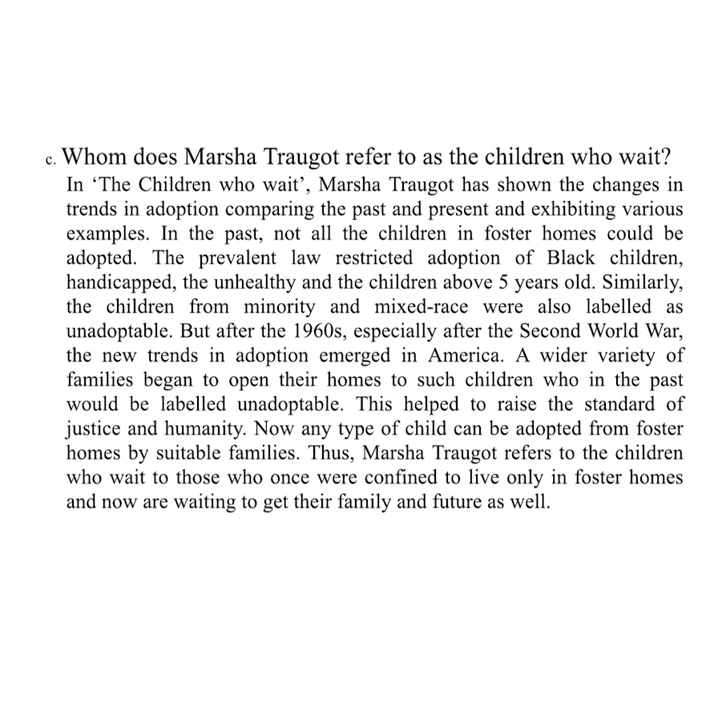 c. Whom does Marsha Traugot refer to as the children who wait?
In ‘The Children who wait’, Marsha Traugot has shown the changes in
trends in adoption comparing the past and present and exhibiting various
examples. In the past, not all the children in foster homes could be
adopted. The prevalent law restricted adoption of Black children,
handicapped, the unhealthy and the children above 5 years old. Similarly,
the children from minority and mixed-race were also labelled as
unadoptable. But after the 1960s, especially after the Second World War,
the new trends in adoption emerged in America. A wider variety of
families began to open their homes to such children who in the past
would be labelled unadoptable. This helped to raise the standard of
justice and humanity. Now any type of child can be adopted from foster
homes by suitable families. Thus, Marsha Traugot refers to the children
who wait to those who once were confined to live only in foster homes
and now are waiting to get their family and future as well.